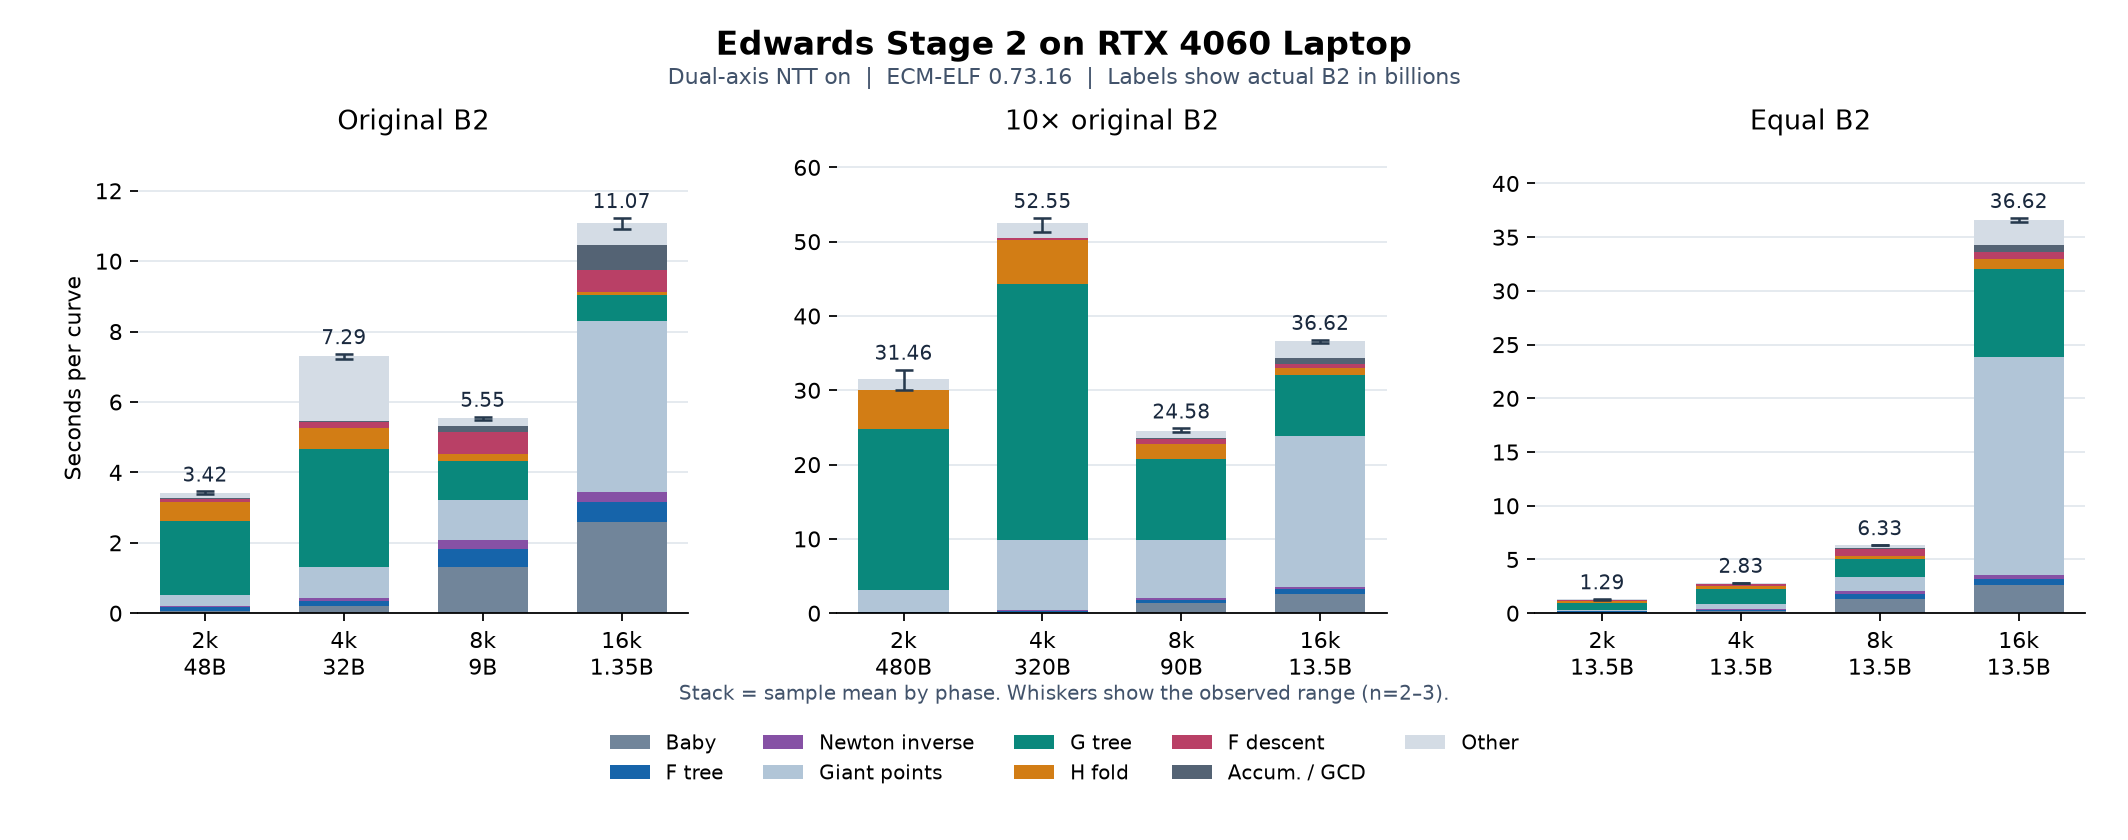 Edwards Stage 2 on RTX 4060 Laptop
Dual-axis NTT on | ECM-ELF 0.73.16 | Labels show actual B2 in billions
Original B2
Seconds per curve
12
10
8
6
4
2
0
3.42
7.29
5.55
11.07
2k
4k
8k
16k
48B
32B
9B
1.35B
10× original B2
60
50
40
30
20
10
0
31.46
52.55
24.58
36.62
2k
4k
8k
16k
480B
320B
90B
13.5B
Equal B2
40
35
30
25
20
15
10
5
0
1.29
2.83
6.33
36.62
2k
4k
8k
16k
13.5B
13.5B
13.5B
13.5B
Stack = sample mean by phase. Whiskers show the observed range (n=2–3).
Baby
F tree
Newton inverse
Giant points
G tree
H fold
F descent
Accum. / GCD
Other